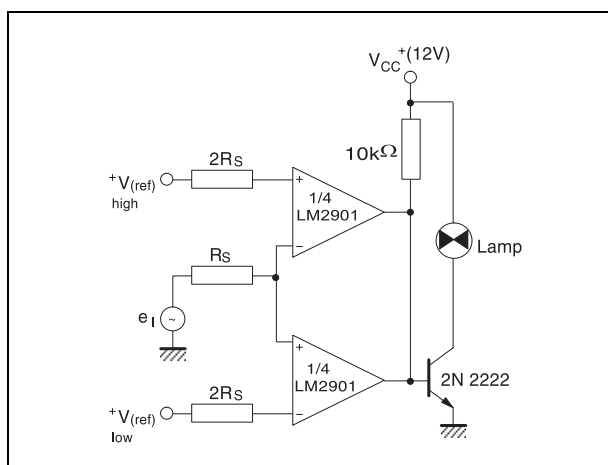 VCC +(12V)
2RS
10kΩ
+V(ref)
high
1/4
LM2901
+
−
RS
Lamp
eI
~
+
−
1/4
LM2901
2N 2222
2RS
+V(ref)
low